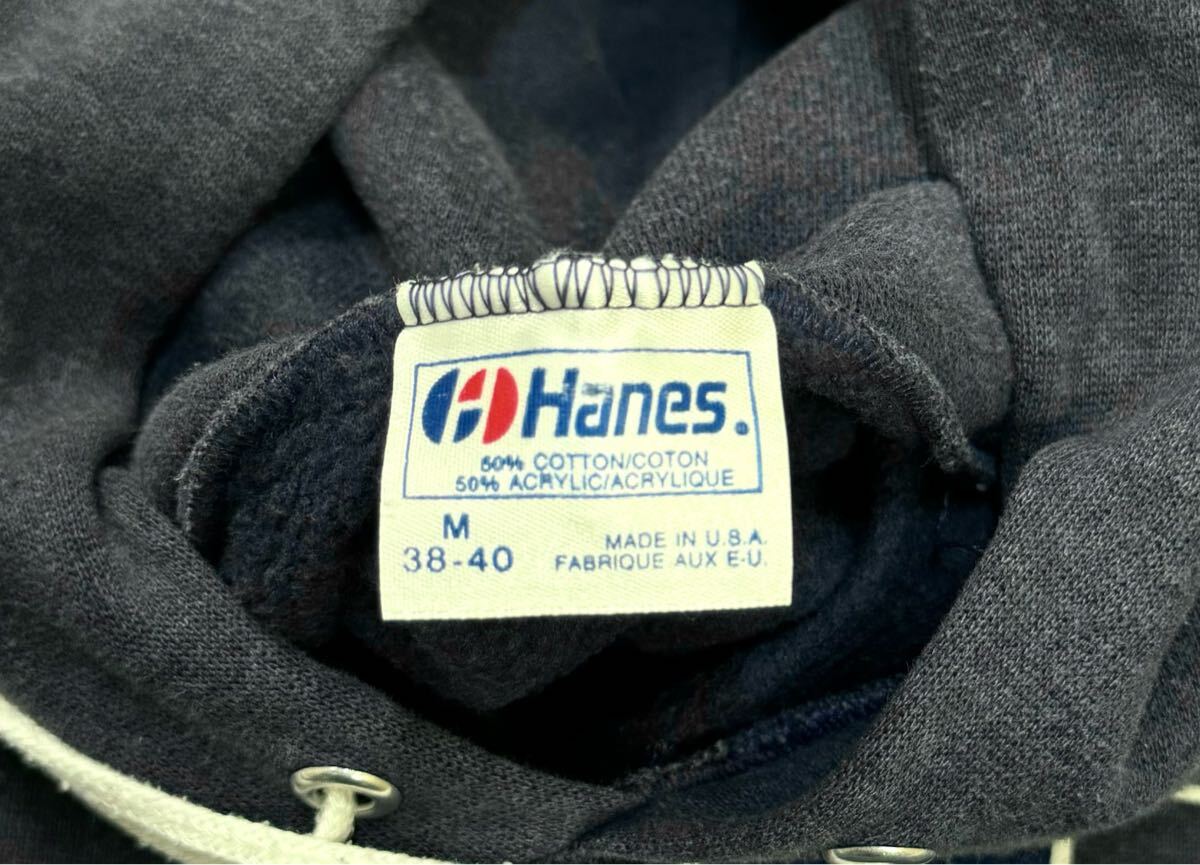 Hanes.
50% COTTON/COTON
50% ACRYLIC/ACRYLIQUE
M
38-40
MADE IN U.S.A.
FABRIQUE AUX E-U.